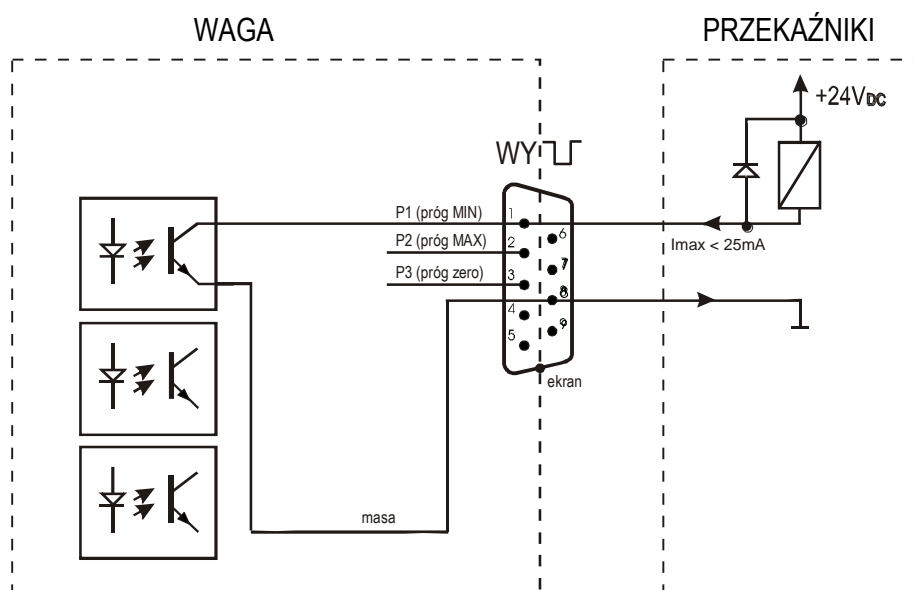 WAGA
PRZEKAŹNIKI
+24VDC
WY
P1 (próg MIN)
1
6
Imax < 25mA
P2 (próg MAX)
2
7
P3 (próg zero)
3
8
4
9
5
ekran
masa